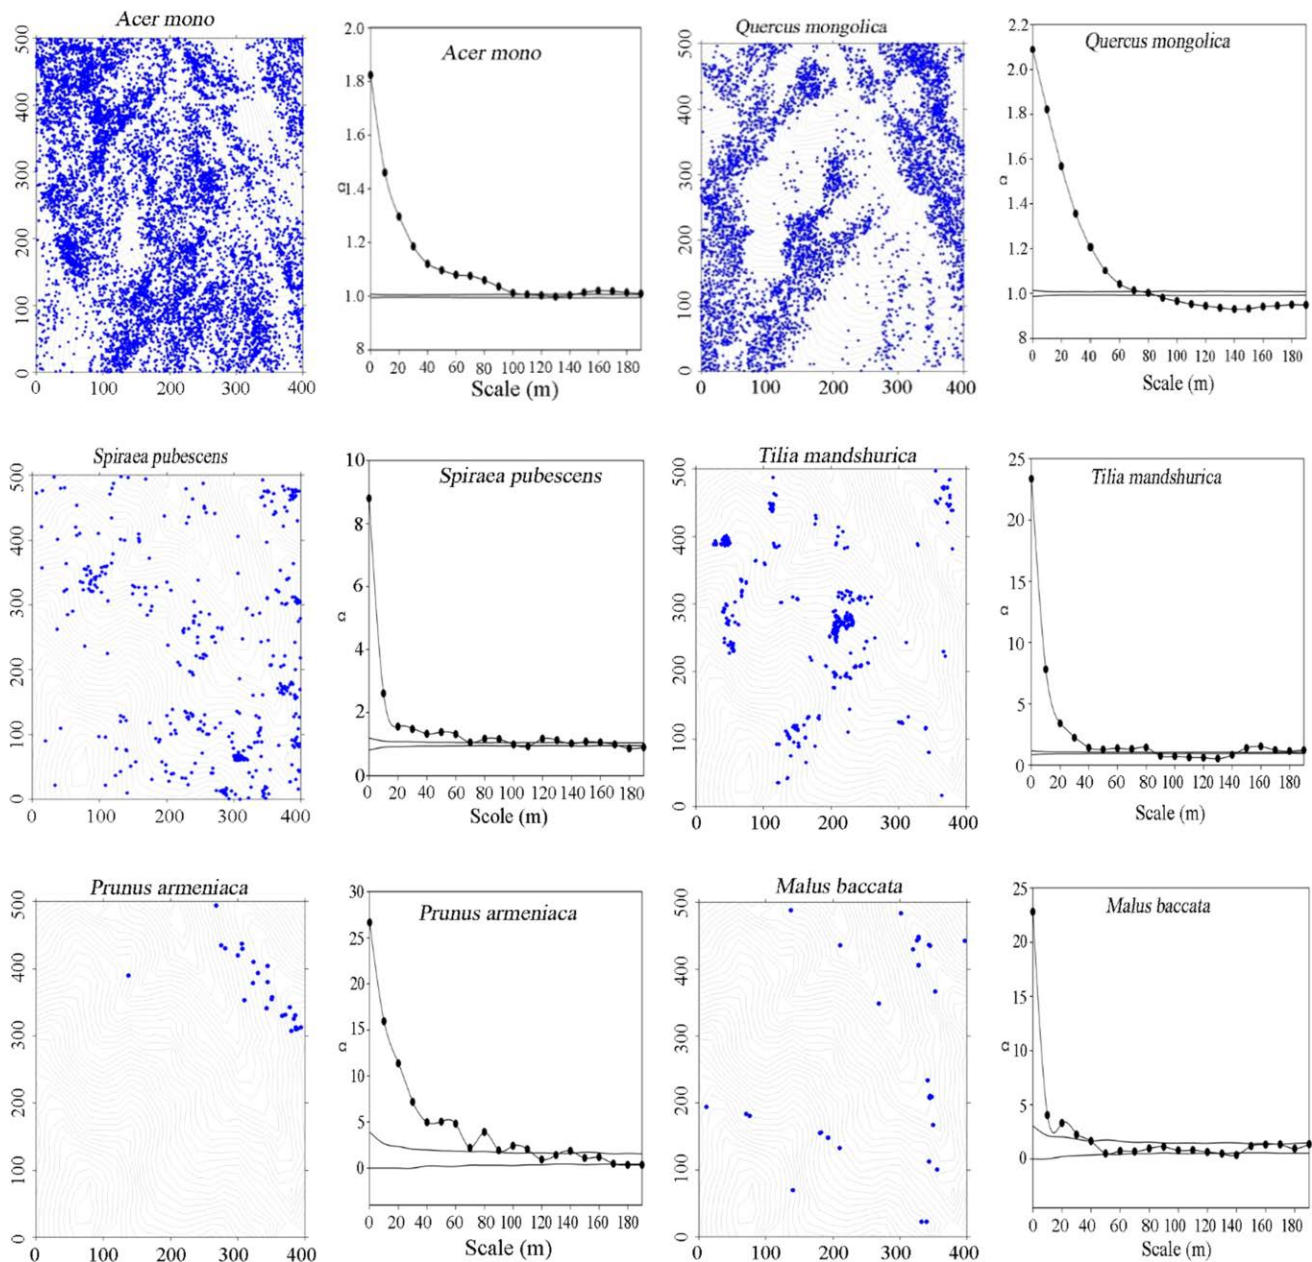 Acer mono
500
400
300
200
100
0
0 100 200 300 400
Acer mono
2.0
1.8
1.6
Ω
1.4
1.2
1.0
8
0 20 40 60 80 100 120 140 160 180
Scale (m)
Quercus mongolica
500
400
300
200
100
0
0 100 200 300 400
Quercus mongolica
2.2
2.0
1.8
1.6
Ω
1.4
1.2
1.0
8
0 20 40 60 80 100 120 140 160 180
Scale (m)
Spiraea pubescens
500
400
300
200
100
0
0 100 200 300 400
Spiraea pubescens
10
8
6
Ω
4
2
0
0 20 40 60 80 100 120 140 160 180
Scole (m)
Tilia mandshurica
500
400
300
200
100
0
0 100 200 300 400
Tilia mandshurica
25
20
15
Ω
10
5
0
0 20 40 60 80 100 120 140 160 180
Scale (m)
Prunus armeniaca
500
400
300
200
100
0
0 100 200 300 400
Prunus armeniaca
30
25
20
15
Ω
10
5
0
0 20 40 60 80 100 120 140 160 180
Scale (m)
Malus baccata
500
400
300
200
100
0
0 100 200 300 400
Malus baccata
25
20
15
Ω
10
5
0
0 20 40 60 80 100 120 140 160 180
Scale (m)